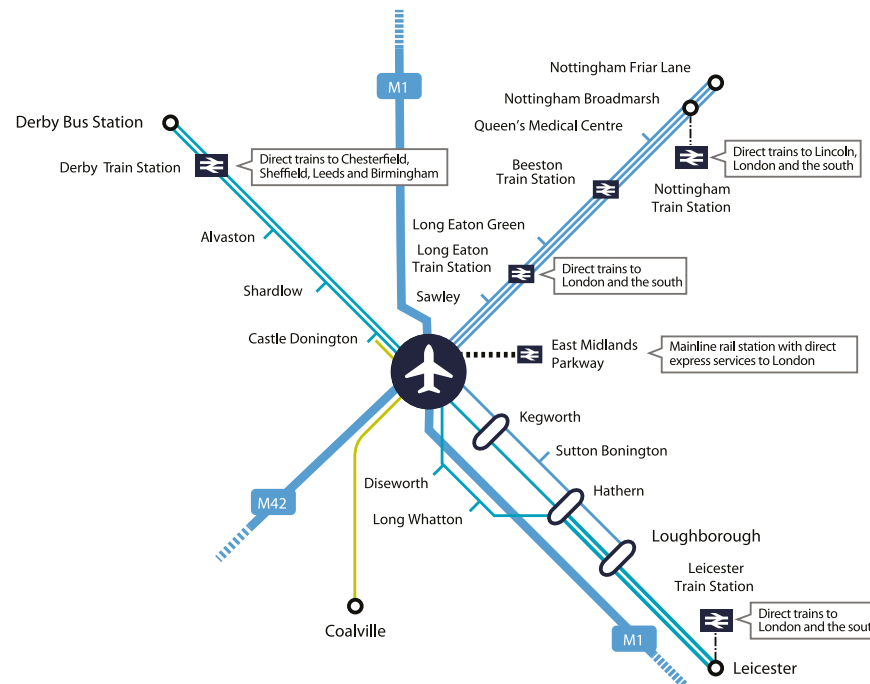 M1
Nottingham Friar Lane
Nottingham Broadmarsh
Derby Bus Station
Queen's Medical Centre
Direct trains to Chesterfield,
Sheffield, Leeds and Birmingham
Derby Train Station
Direct trains to Lincoln,
London and the south
Beeston
Train Station
Nottingham
Train Station
Long Eaton Green
Alvaston
Long Eaton
Train Station
Direct trains to
London and the south
Shardlow
Sawley
Castle Donington
East Midlands
Parkway
Mainline rail station with direct
express services to London
Kegworth
Sutton Bonington
Diseworth
Hathern
M42
Long Whatton
Loughborough
Leicester
Train Station
Direct trains to
London and the sout
Coalville
M1
Leicester